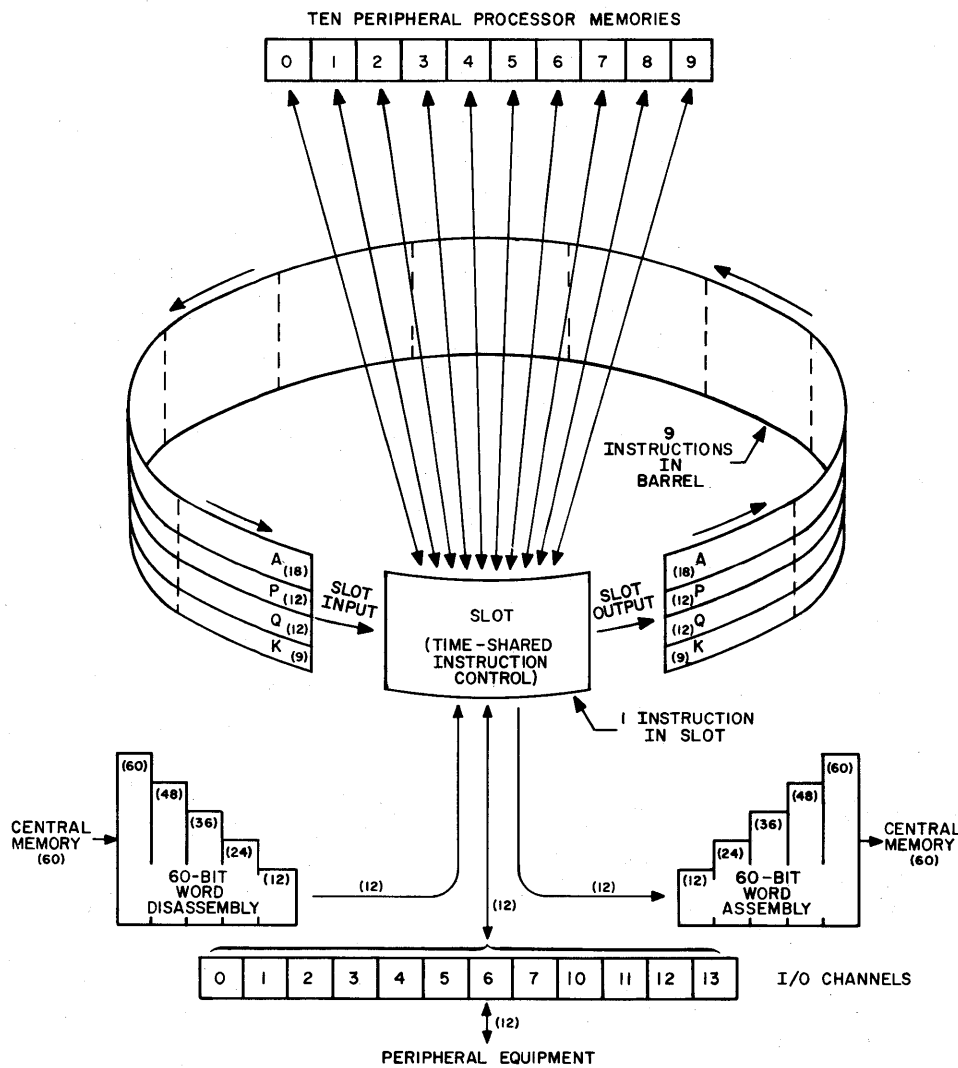 TEN PERIPHERAL PROCESSOR MEMORIES
0 1 2 3 4 5 6 7 8 9
9
INSTRUCTIONS
IN
BARREL
A
(18)
P
(12)
Q
(12)
K
(9)
SLOT
INPUT
SLOT
(TIME-SHARED
INSTRUCTION
CONTROL)
SLOT
OUTPUT
A
(18)
P
(12)
Q
(12)
K
(9)
1 INSTRUCTION
IN SLOT
CENTRAL
MEMORY
(60)
(60)
(48)
(36)
(24)
(12)
60-BIT
WORD
DISASSEMBLY
(12)
(12)
(12)
(12)
(24)
(36)
(48)
(60)
60-BIT
WORD
ASSEMBLY
CENTRAL
MEMORY
(60)
0 1 2 3 4 5 6 7 10 11 12 13
I/O CHANNELS
(12)
PERIPHERAL EQUIPMENT